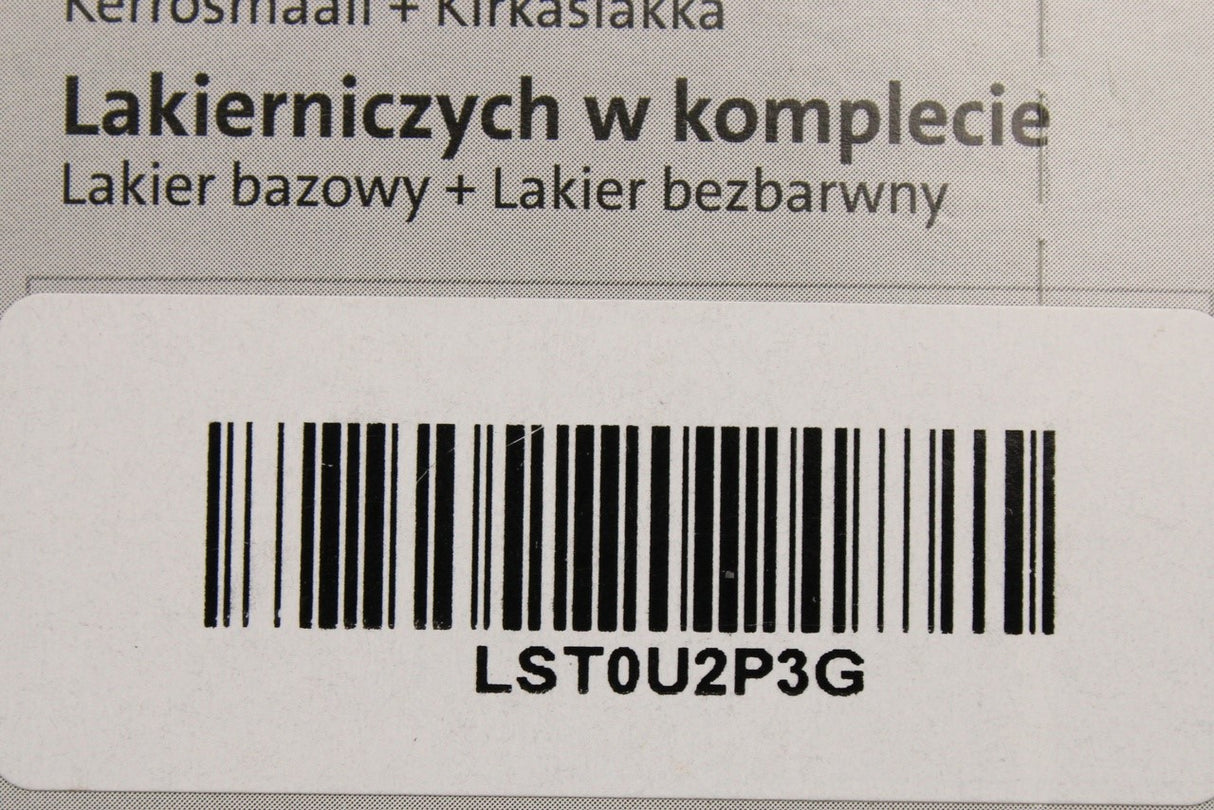 Kerrosmaali + Kirkaslakka
Lakierniczych w komplecie
Lakier bazowy + Lakier bezbarwny
LST0U2P3G